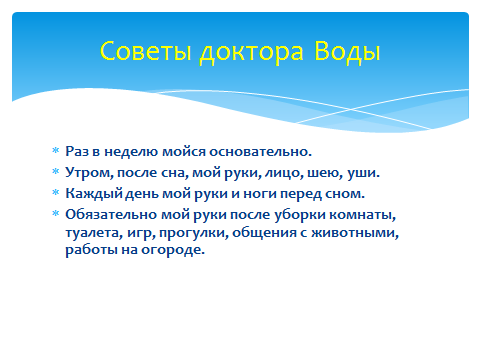 Советы доктора Воды
Раз в неделю мойся основательно.
Утром, после сна, мой руки, лицо, шею, уши.
Каждый день мой руки и ноги перед сном.
Обязательно мой руки после уборки комнаты,
туалета, игр, прогулки, общения с животными,
работы на огороде.